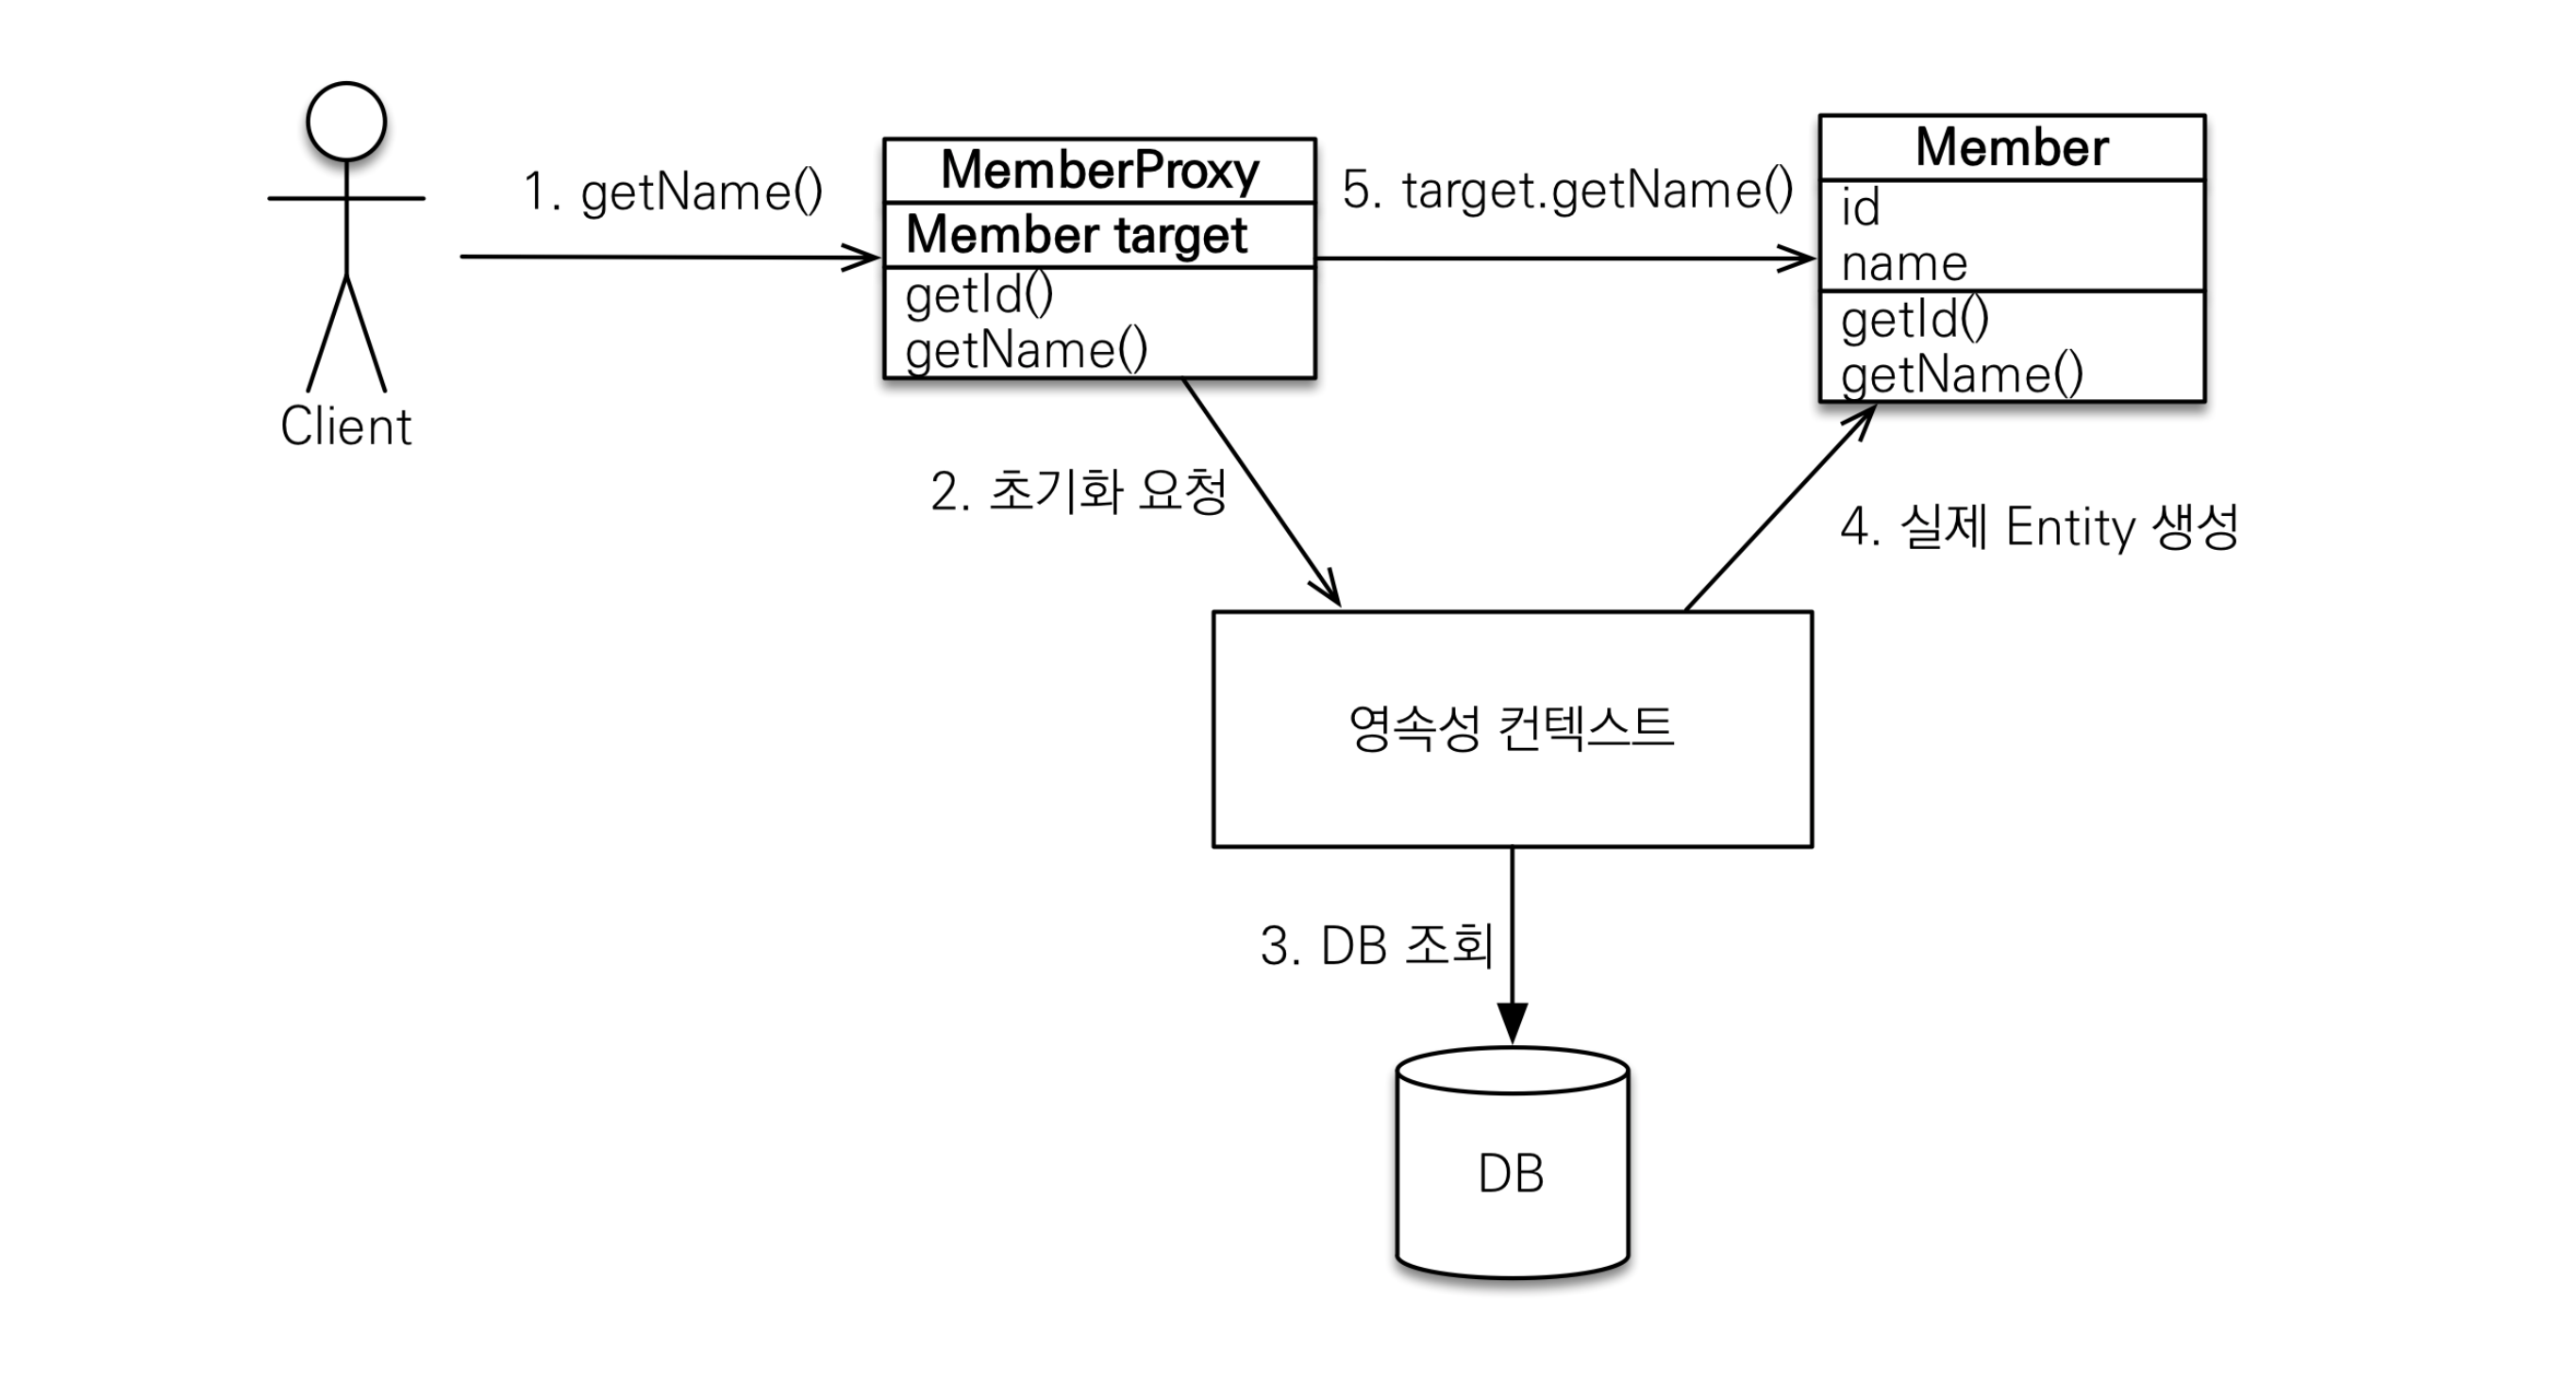 Client
1. getName()
MemberProxy
Member target
getId()
getName()
5. target.getName()
Member
id
name
getId()
getName()
2. 초기화 요청
4. 실제 Entity 생성
영속성 컨텍스트
3. DB 조회
DB